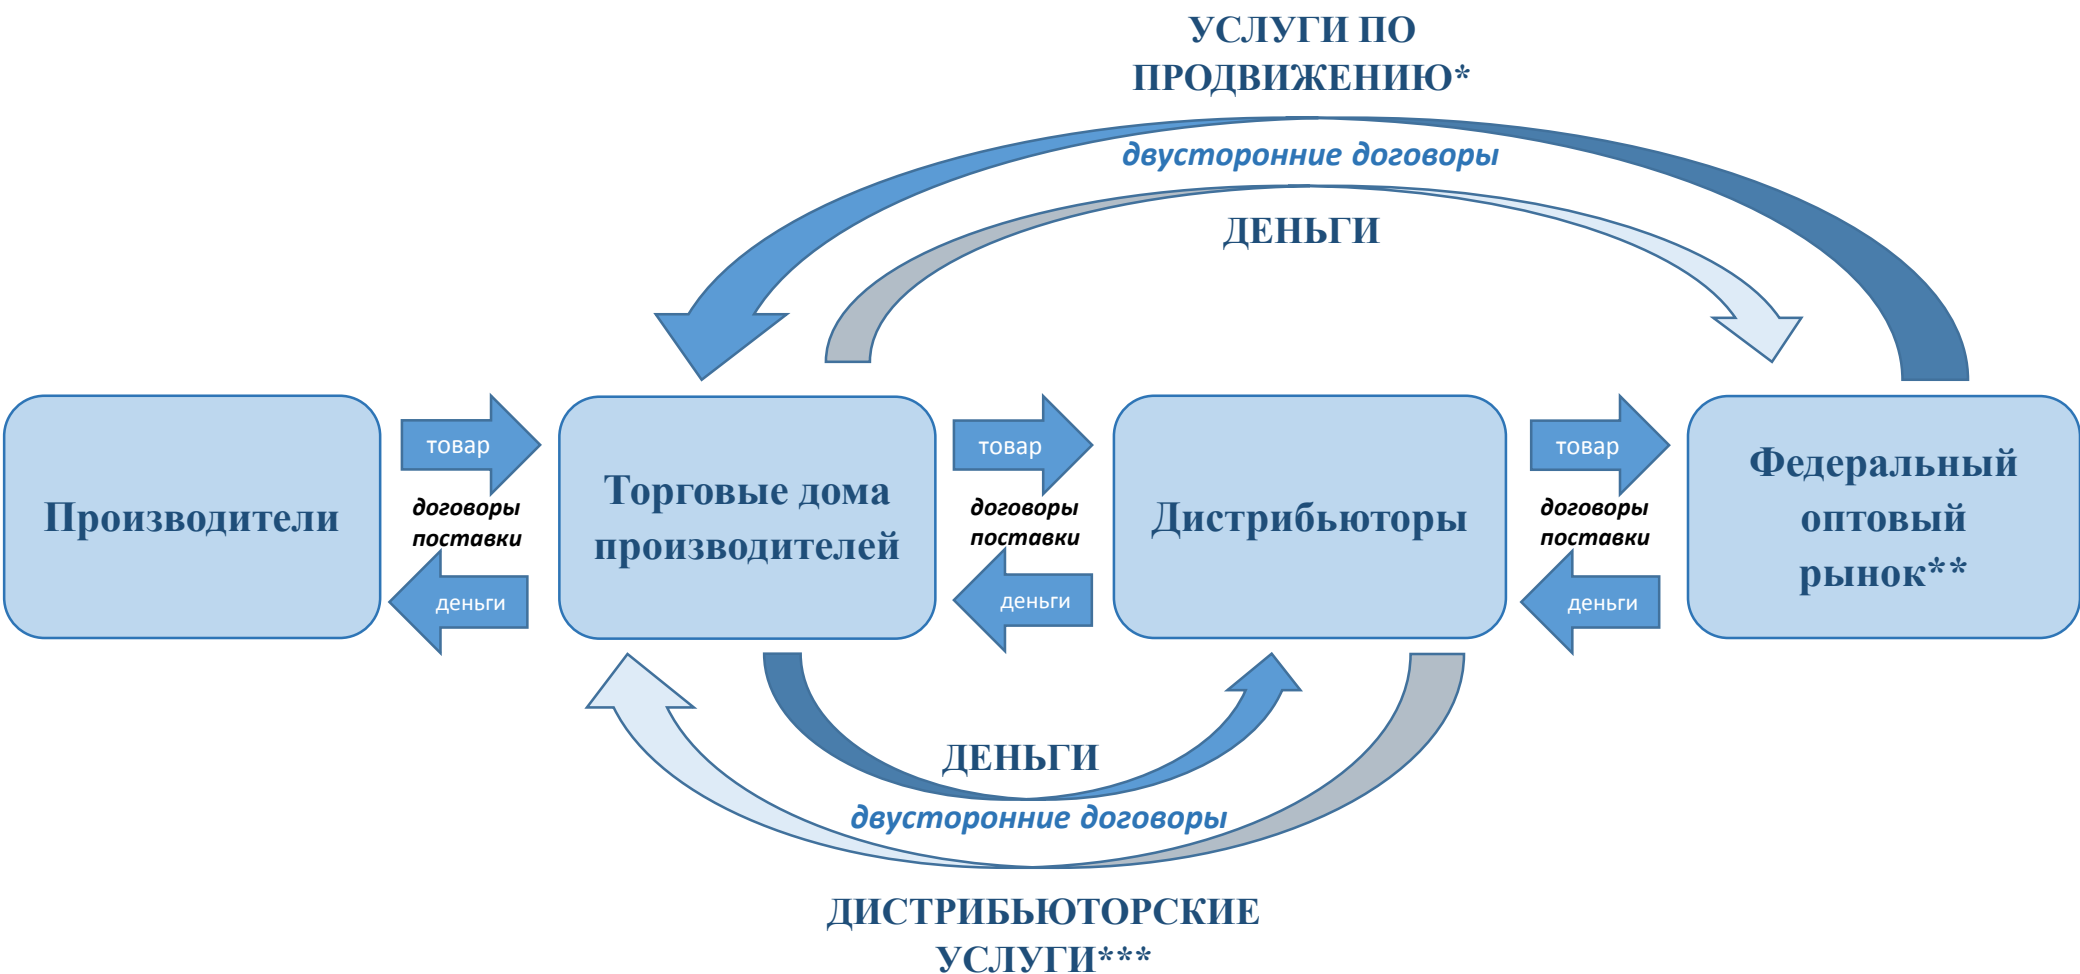 УСЛУГИ ПО
ПРОДВИЖЕНИЮ*
двусторонние договоры
ДЕНЬГИ
Производители
товар
договоры
поставки
деньги
Торговые дома
производителей
товар
договоры
поставки
деньги
Дистрибьюторы
товар
договоры
поставки
деньги
Федеральный
оптовый
рынок**
ДЕНЬГИ
двусторонние договоры
ДИСТРИБЬЮТОРСКИЕ
УСЛУГИ***